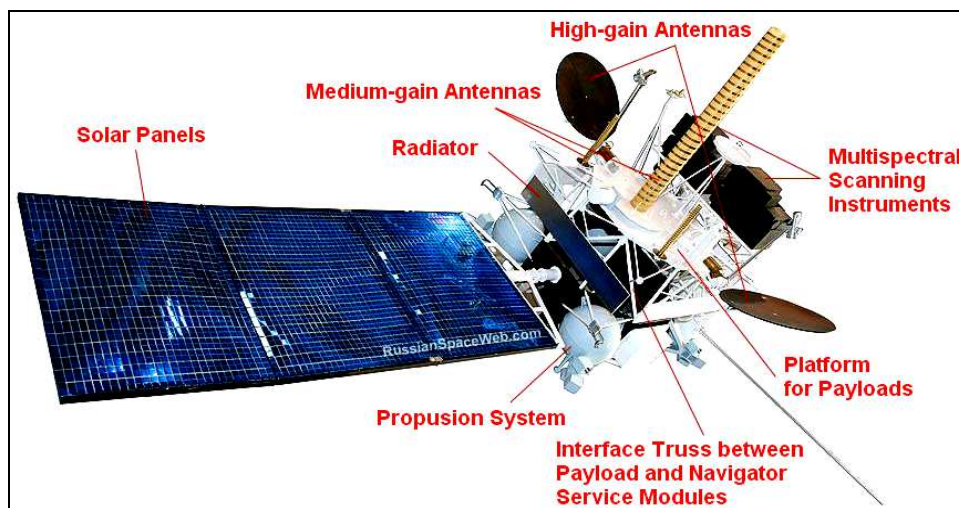 High-gain Antennas
Medium-gain Antennas
Solar Panels
Radiator
Multispectral
Scanning
Instruments
RussianSpaceWeb.com
Platform
for Payloads
Propusion System
Interface Truss between
Payload and Navigator
Service Modules